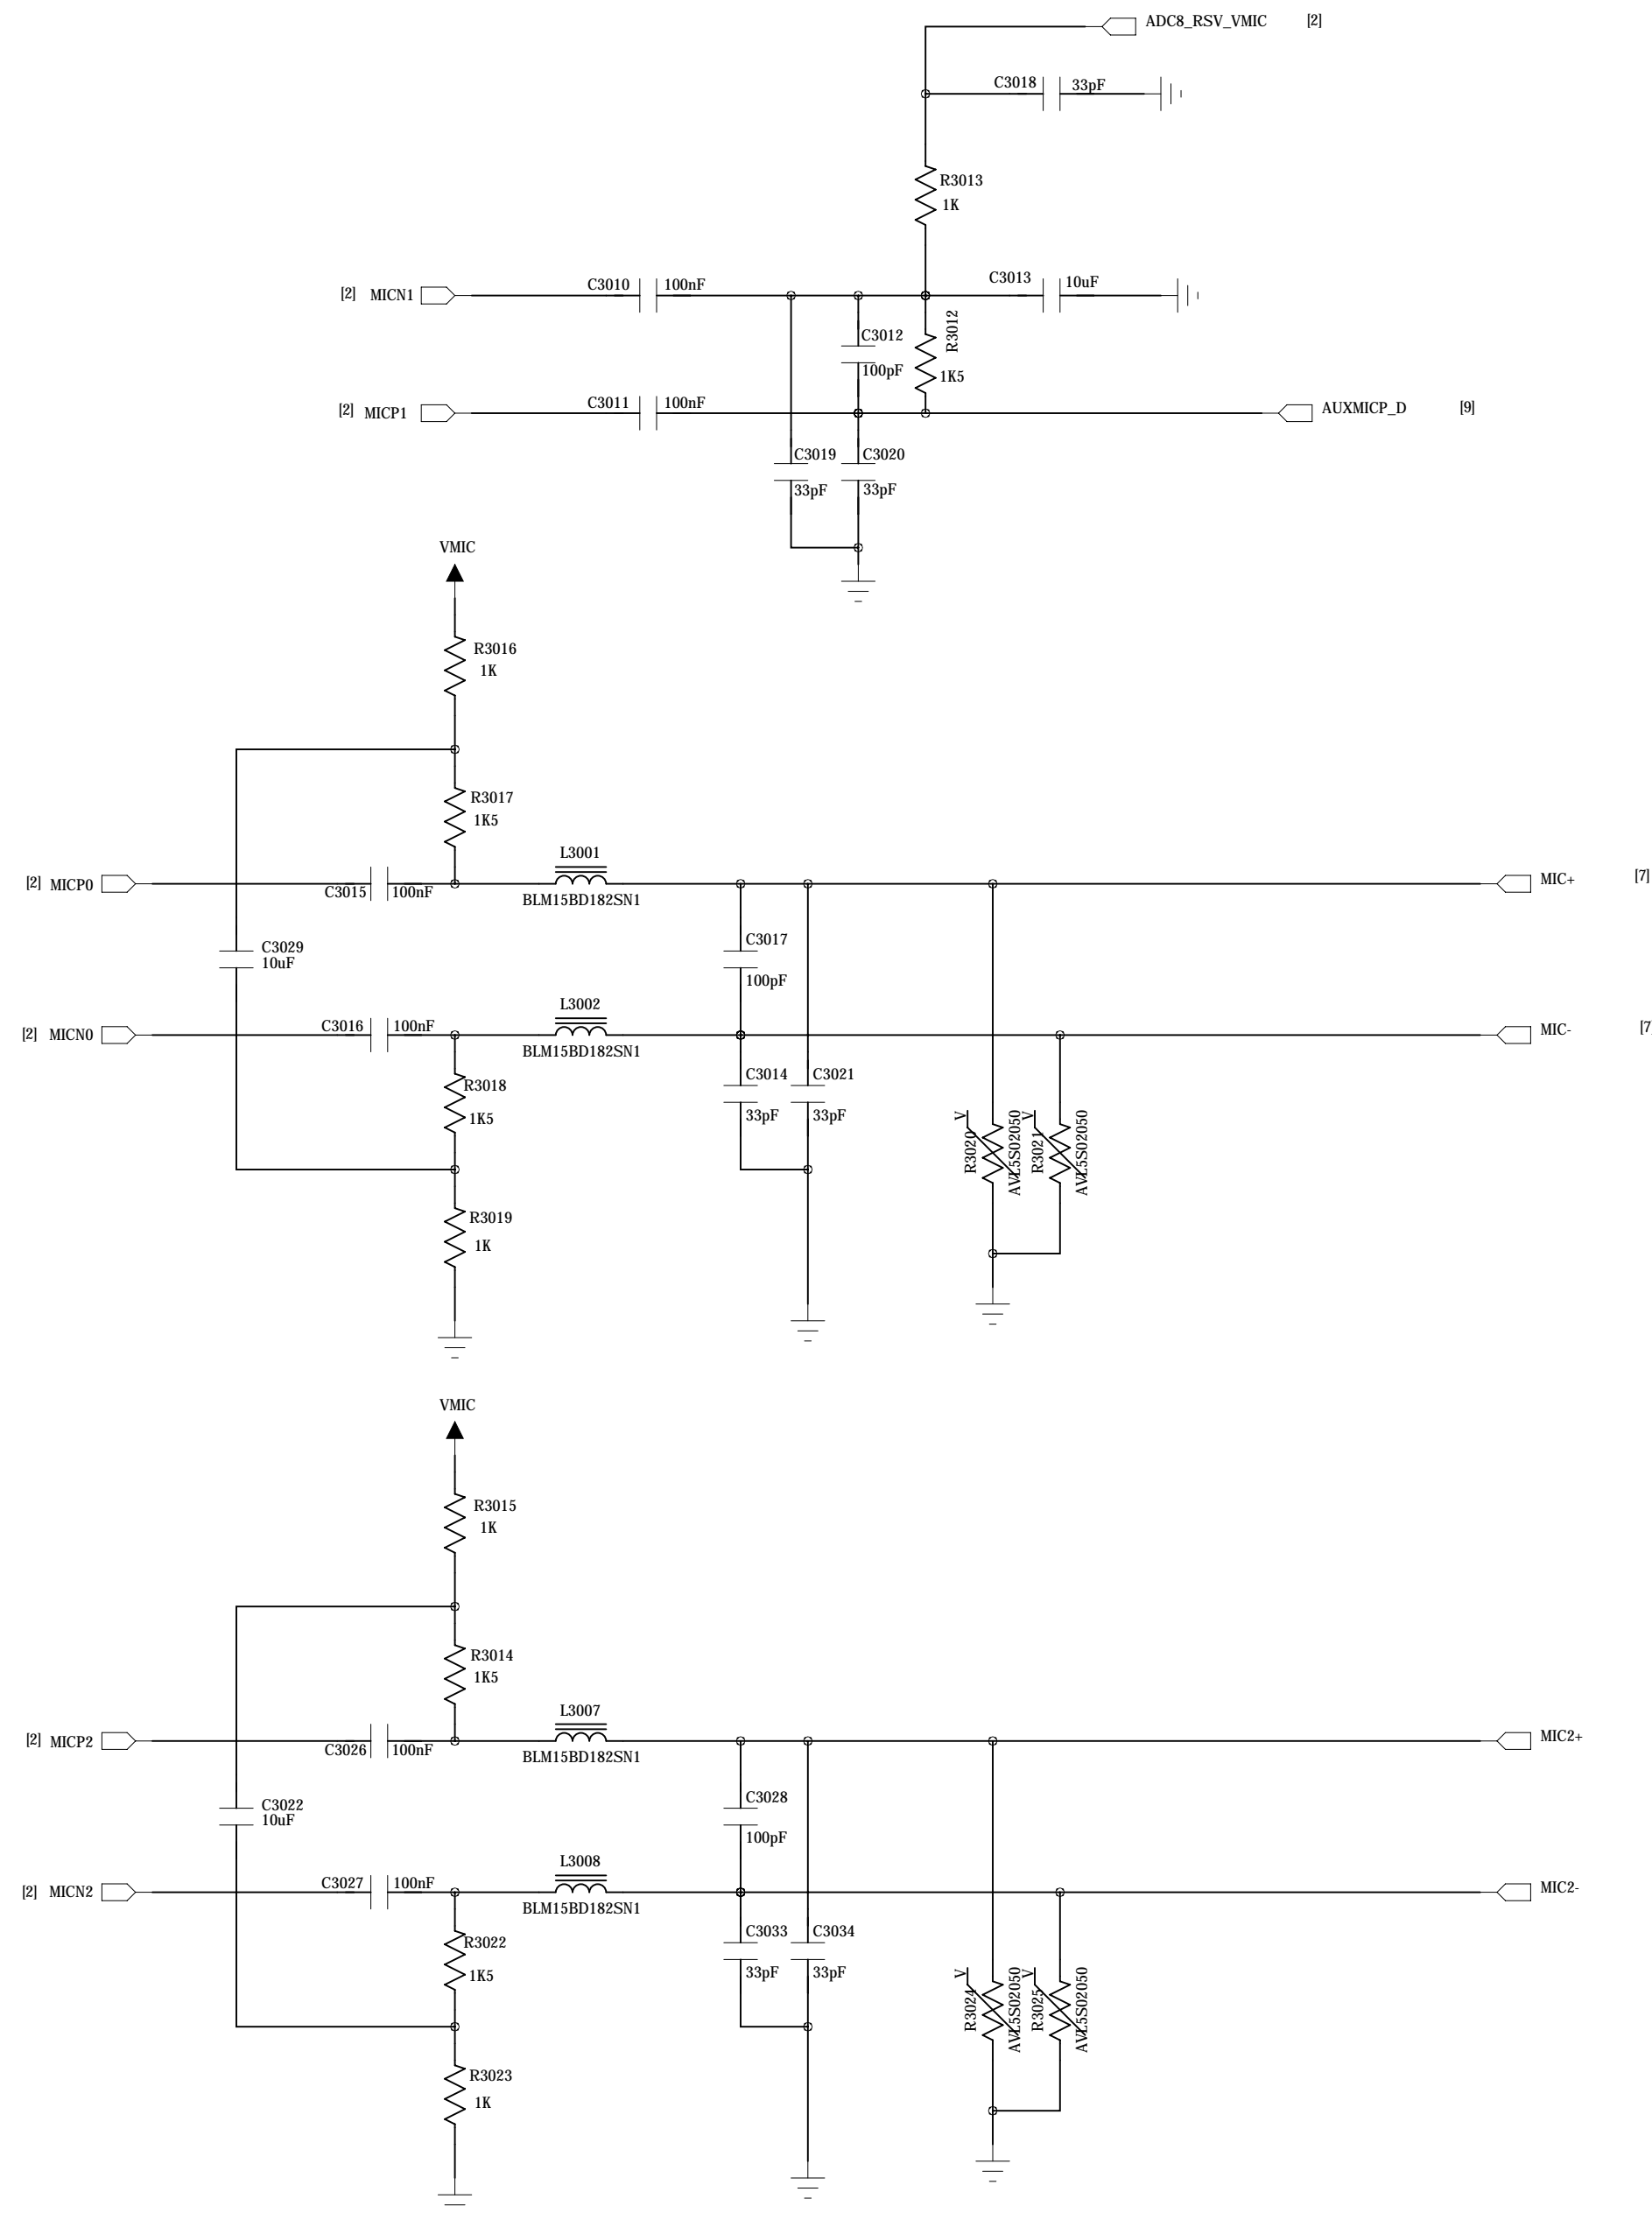 ADC8_RSV_VMIC [2]
C3018 33pF
R3013
1K
[2] MICN1 C3010 100nF C3013 10uF
C3012
100pF
R3012
1K5
[2] MICP1 C3011 100nF AUXMICP_D [9]
C3019 C3020
33pF 33pF
VMIC
R3016
1K
R3017
1K5
L3001
[2] MICP0 C3015 100nF BLM15BD182SN1 MIC+ [7]
C3029
10uF
C3017
100pF
L3002
[2] MICN0 C3016 100nF BLM15BD182SN1 MIC- [7
R3018
1K5
C3014 C3021
33pF 33pF
V V
R3020 AVL5S02050 R3021 AVL5S02050
R3019
1K
VMIC
R3015
1K
R3014
1K5
L3007
[2] MICP2 C3026 100nF BLM15BD182SN1 MIC2+
C3022
10uF
C3028
100pF
L3008
[2] MICN2 C3027 100nF BLM15BD182SN1 MIC2-
R3022
1K5
C3033 C3034
33pF 33pF
V V
R3024 AVL5S02050 R3025 AVL5S02050
R3023
1K